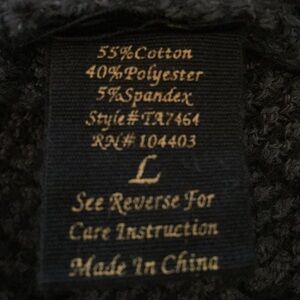 55%Cotton
40%Polyester
5%Spandex
Style#TA7464
RN# 104403
L
See Reverse For
Care Instruction
Made In China